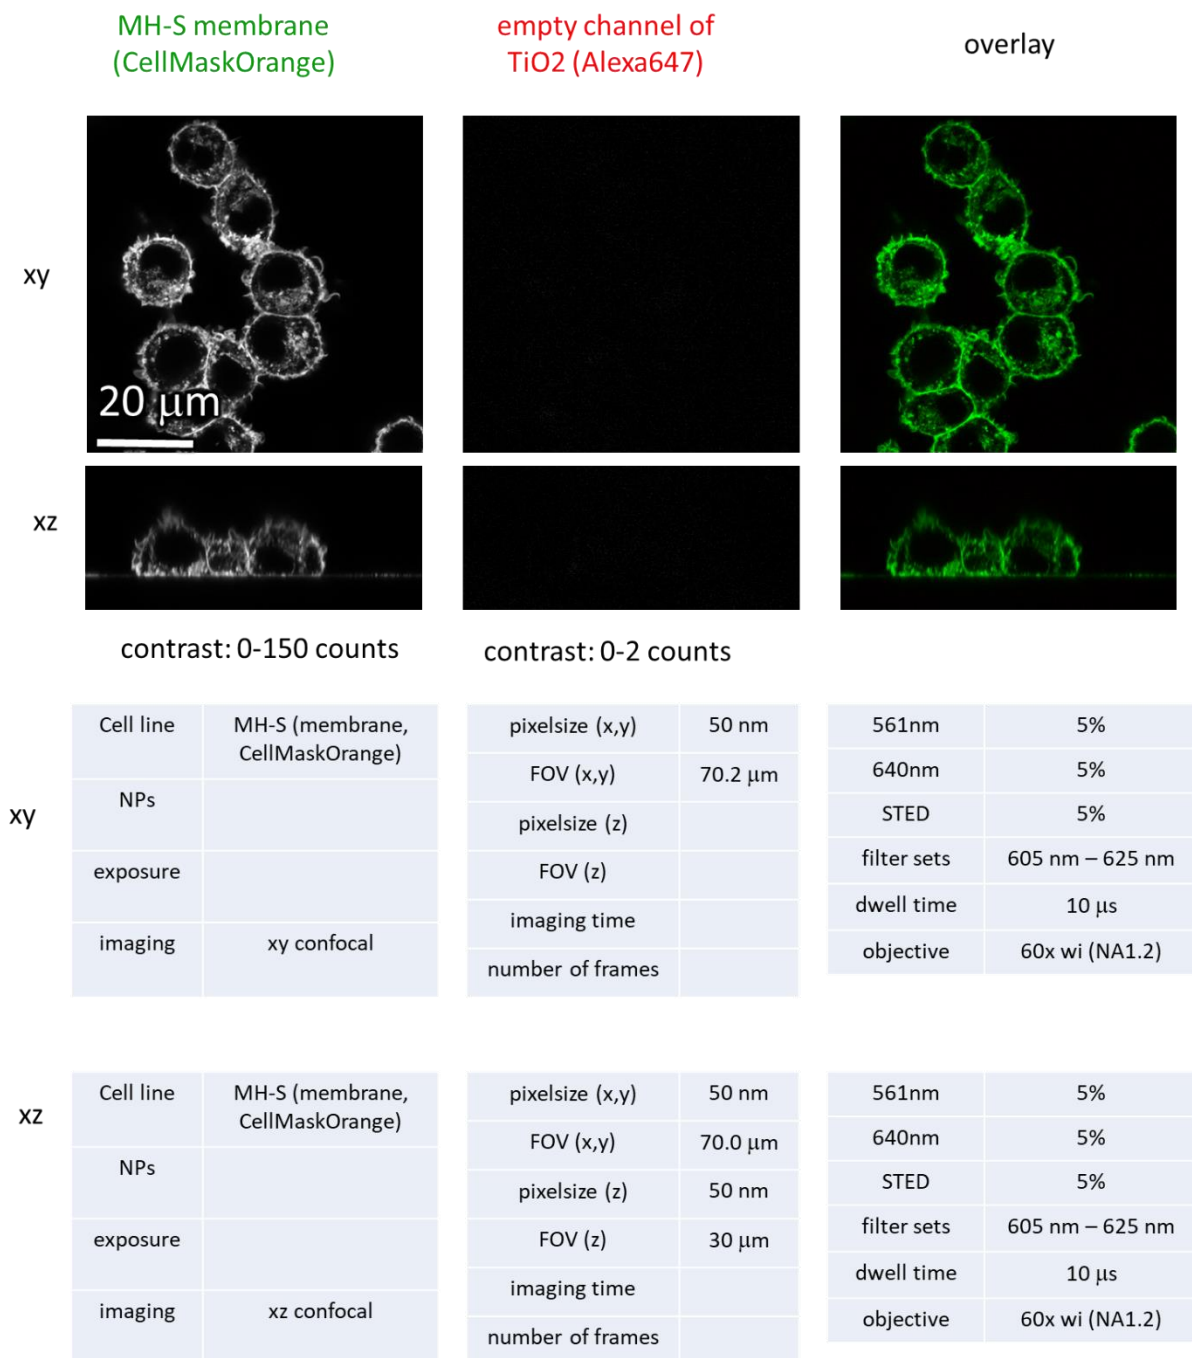 MH-S membrane
(CellMaskOrange)
empty channel of
TiO2 (Alexa647)
overlay
xy
20 μm
xz
contrast: 0-150 counts
contrast: 0-2 counts
xy
Cell line MH-S (membrane,
CellMaskOrange)
NPs
exposure
imaging xy confocal
pixelsize (x,y) 50 nm
FOV (x,y) 70.2 μm
pixelsize (z)
FOV (z)
imaging time
number of frames
561nm 5%
640nm 5%
STED 5%
filter sets 605 nm – 625 nm
dwell time 10 μs
objective 60x wi (NA1.2)
xz
Cell line MH-S (membrane,
CellMaskOrange)
NPs
exposure
imaging xz confocal
pixelsize (x,y) 50 nm
FOV (x,y) 70.0 μm
pixelsize (z) 50 nm
FOV (z) 30 μm
imaging time
number of frames
561nm 5%
640nm 5%
STED 5%
filter sets 605 nm – 625 nm
dwell time 10 μs
objective 60x wi (NA1.2)